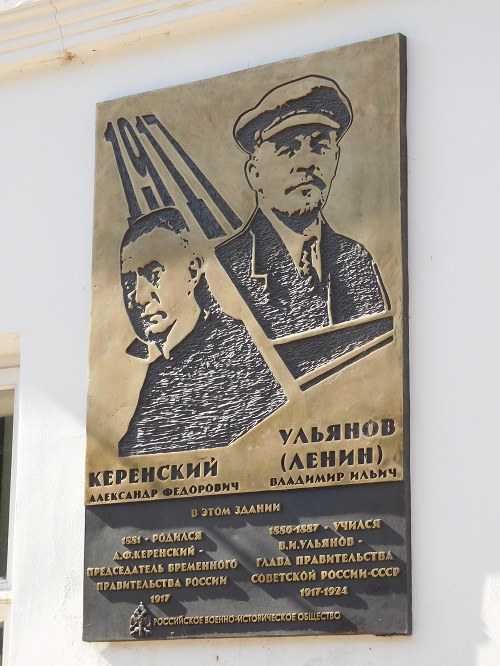 1917
УЛЬЯНОВ
(ЛЕНИН)
ВЛАДИМИР ИЛЬИЧ
КЕРЕНСКИЙ
АЛЕКСАНДР ФЕДОРОВИЧ
В ЭТОМ ЗДАНИИ
1881 - РОДИЛСЯ
А.Ф.КЕРЕНСКИЙ -
ПРЕДСЕДАТЕЛЬ ВРЕМЕННОГО
ПРАВИТЕЛЬСТВА РОССИИ
1917
1880-1887 - УЧИЛСЯ
В.И.УЛЬЯНОВ -
ГЛАВА ПРАВИТЕЛЬСТВА
СОВЕТСКОЙ РОССИИ-СССР
1917-1924
РОССИЙСКОЕ ВОЕННО-ИСТОРИЧЕСКОЕ ОБЩЕСТВО